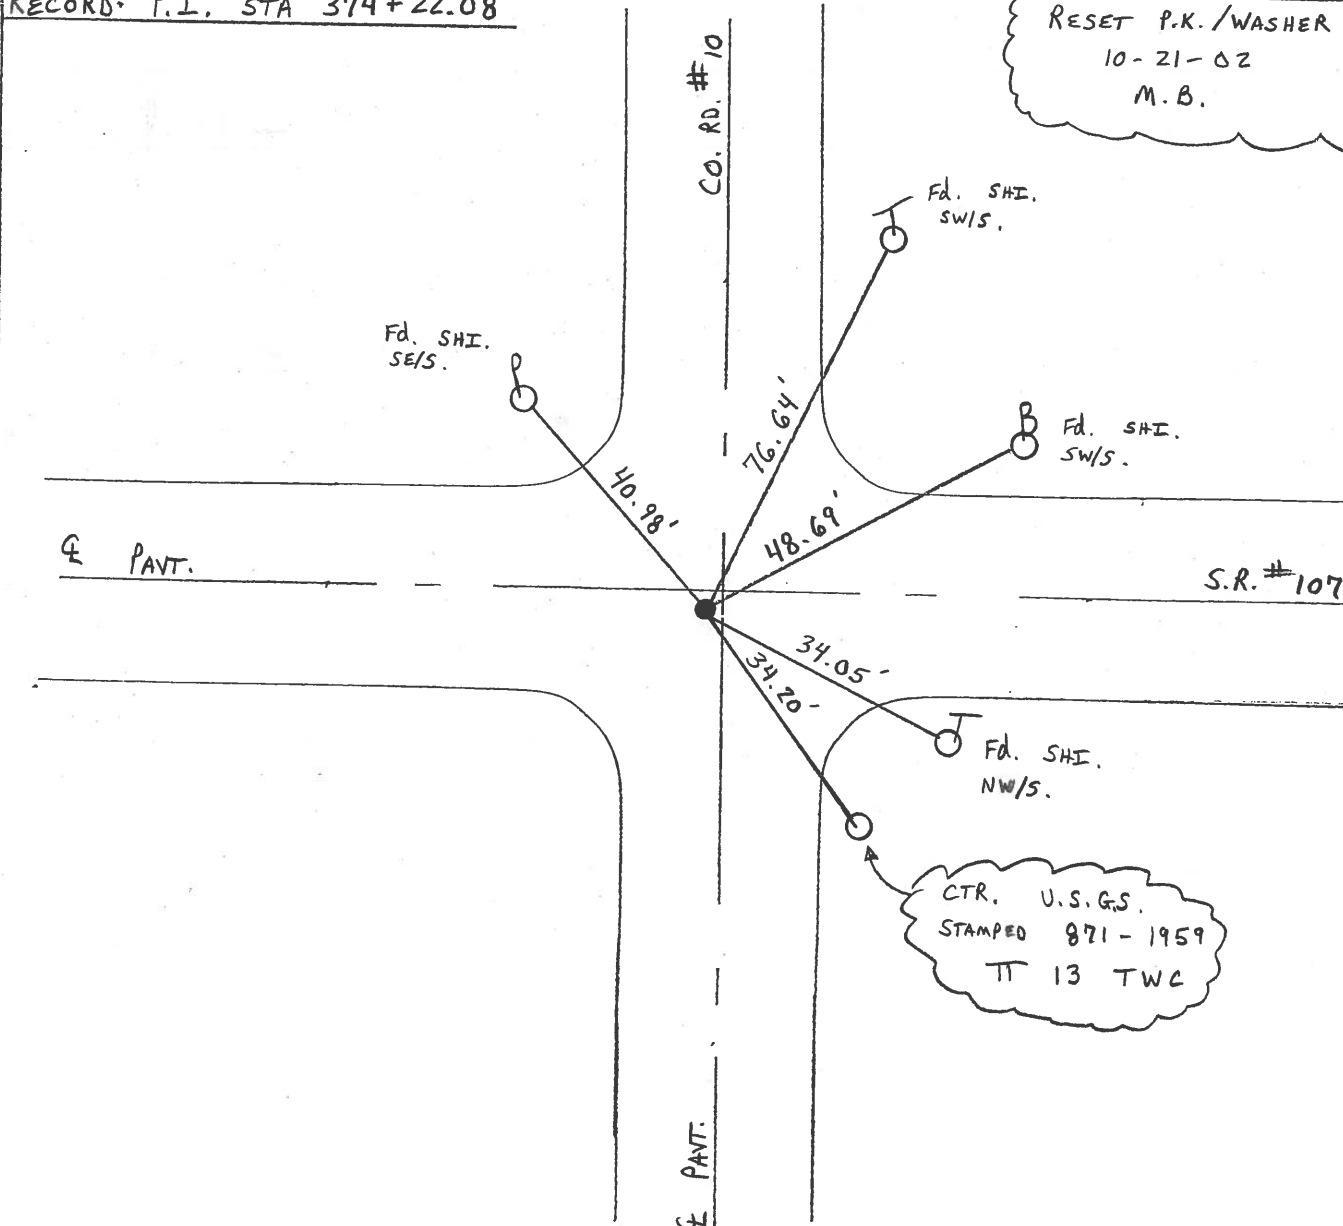 RECORD: P.I. STA 374+22.08
RESET P.K./WASHER
10-21-02
M.B.
CO. RD. #10
Fd. SHI.
SW/S.
Fd. SHI.
SE/S.
P
76.64'
B
Fd. SHI.
SW/S.
40.98'
48.69'
℄ PAVT.
S.R. #107
34.05'
34.20'
T
Fd. SHI.
NW/S.
CTR. U.S.G.S.
STAMPED 871-1959
TT 13 TWC
℄ PAVT.